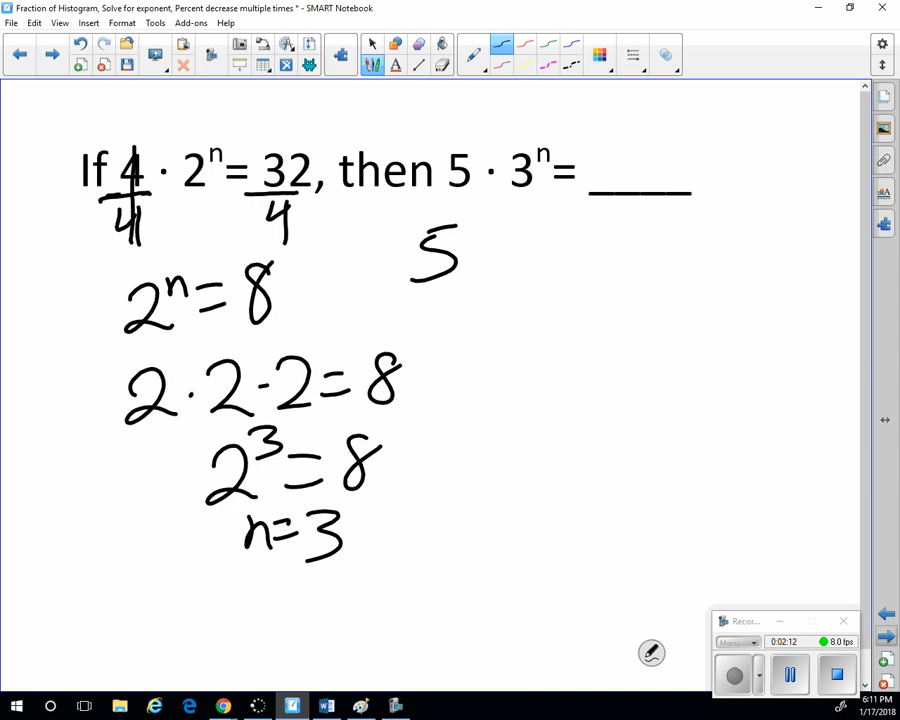 Fraction of Histogram, Solve for exponent, Percent decrease multiple times * - SMART Notebook
File Edit View Insert Format Tools Add-ons Help
If 4 · 2ⁿ= 32, then 5 · 3ⁿ= _____
4 4
5
2ⁿ = 8
2 · 2 · 2 = 8
2³ = 8
n = 3
Recor...
Menu 0:02:12 8.0 fps
6:11 PM
1/17/2018